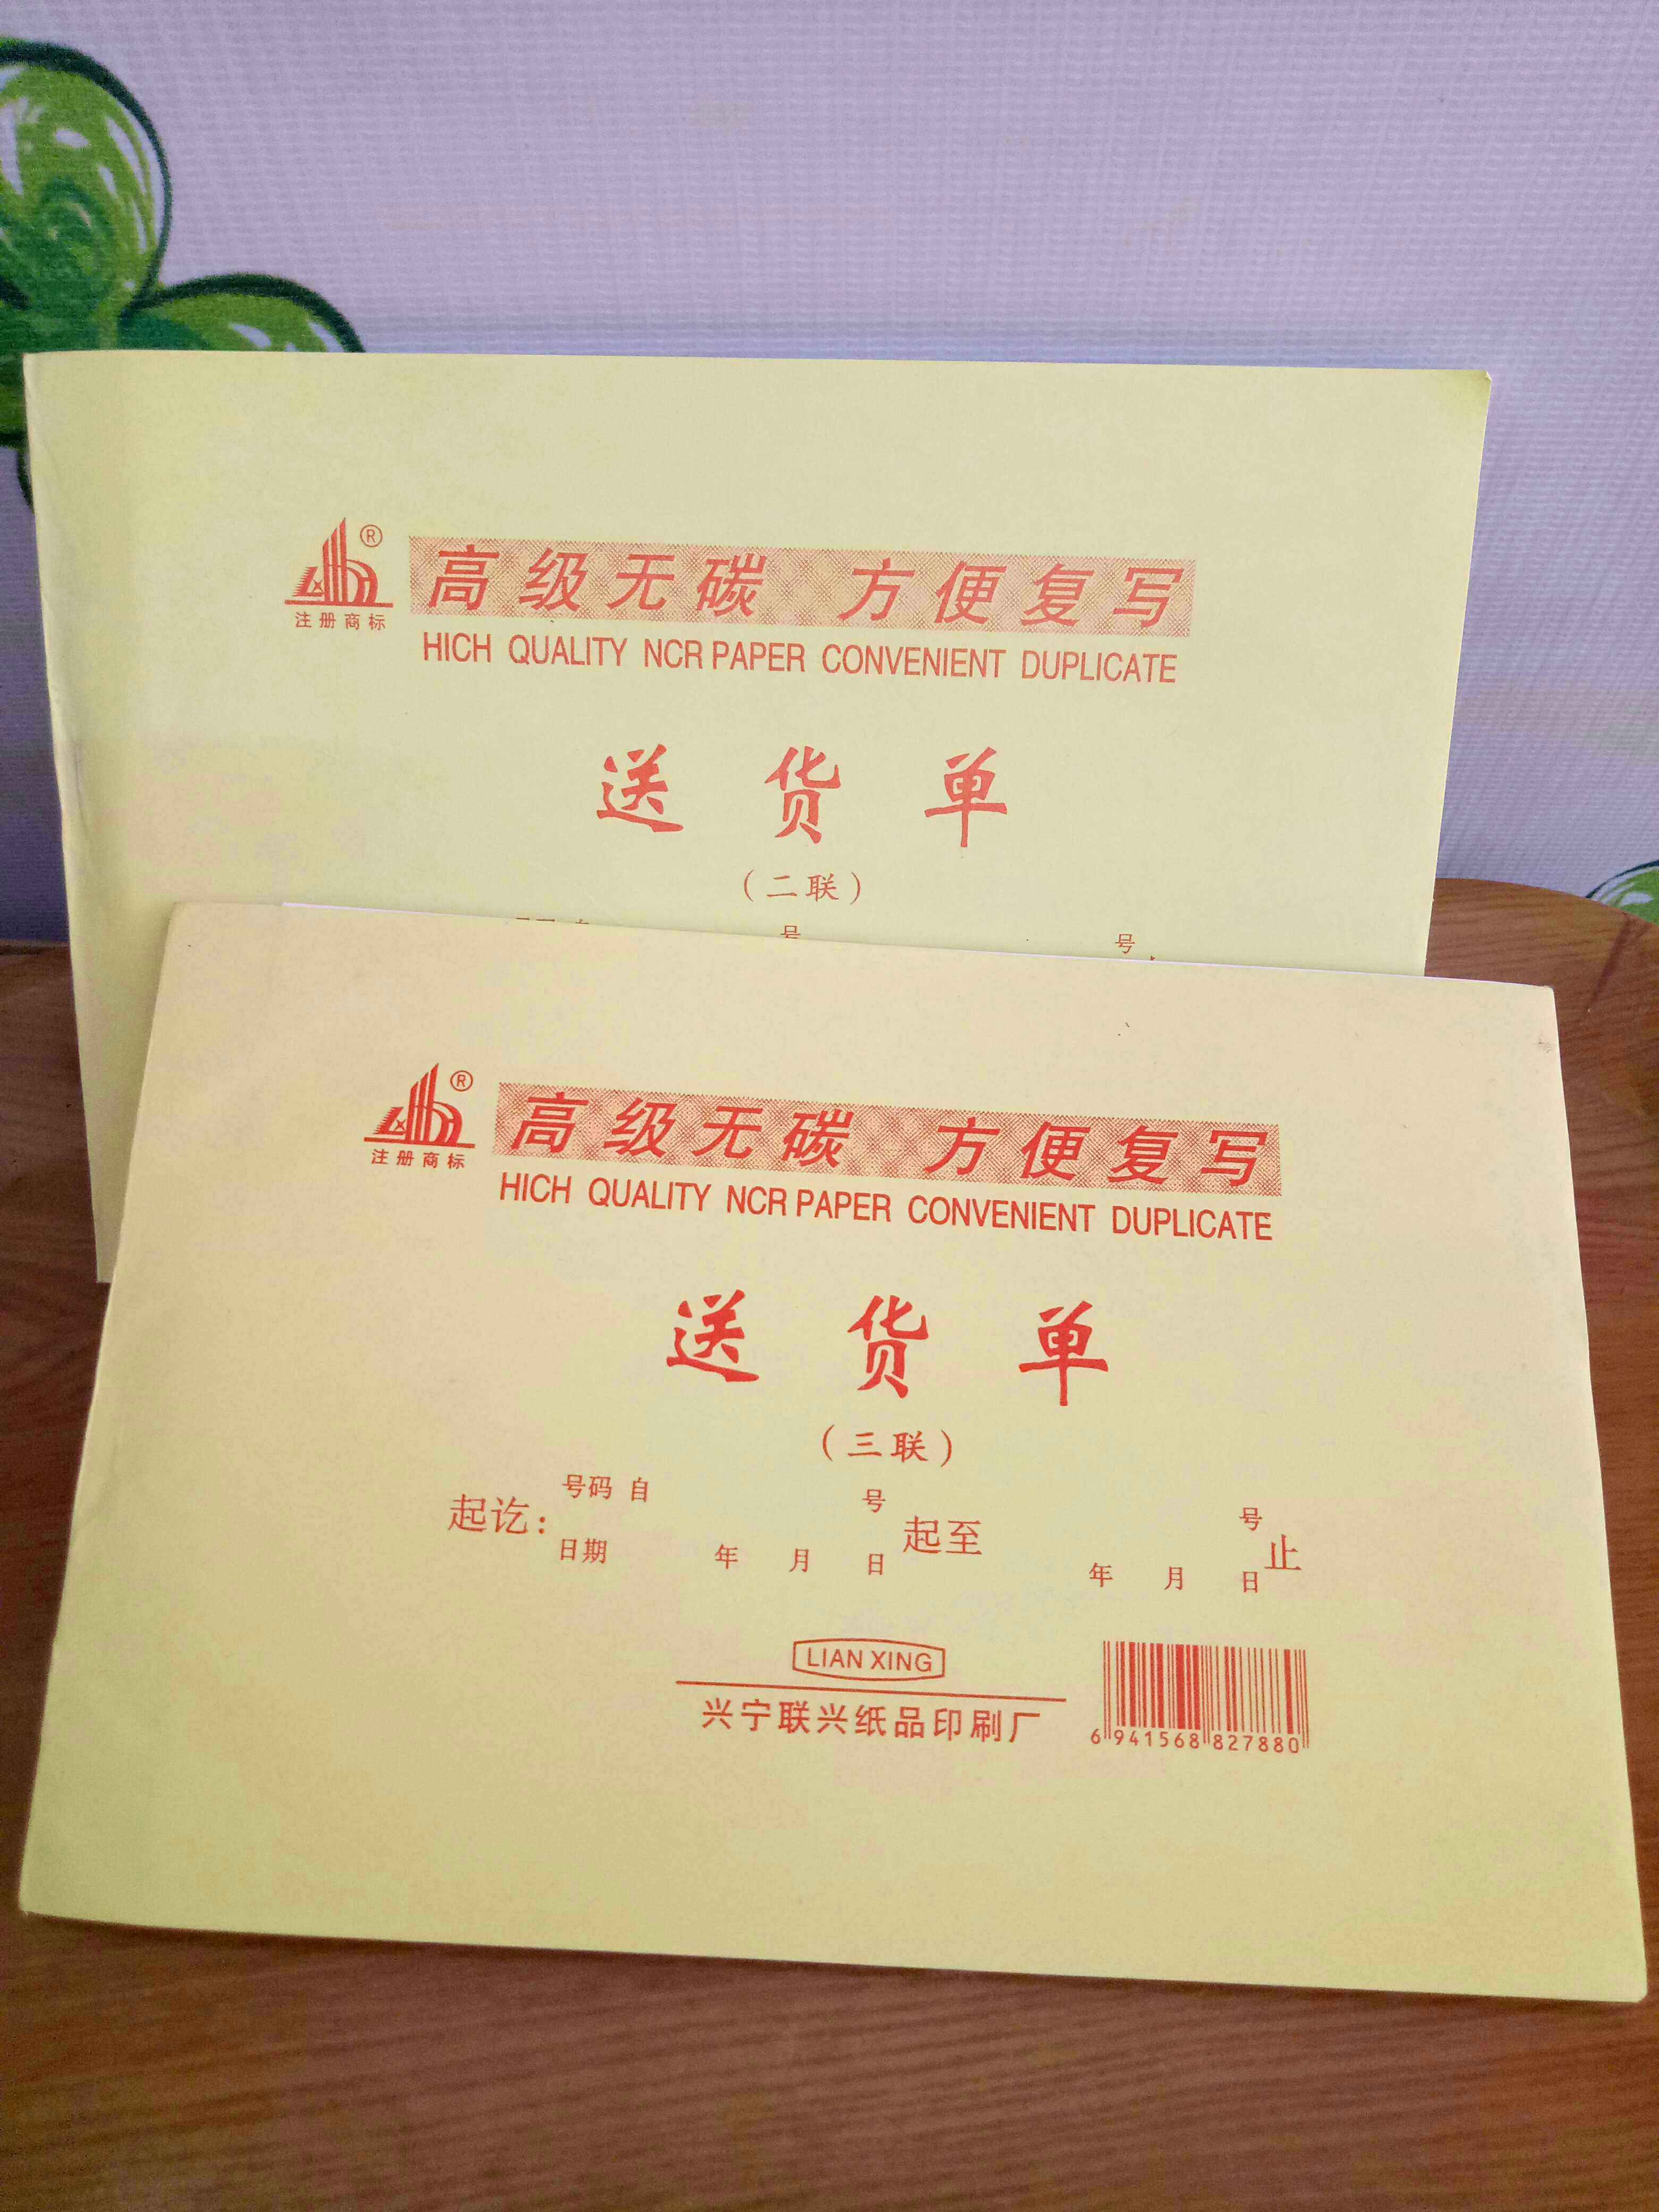 高级无碳 方便复写
注册商标
HICH QUALITY NCR PAPER CONVENIENT DUPLICATE
送货单
（二联）
号 号
高级无碳 方便复写
注册商标
HICH QUALITY NCR PAPER CONVENIENT DUPLICATE
送货单
（三联）
号码 自 号 号
起讫： 起至 止
日期 年 月 日 年 月 日
LIAN XING
兴宁联兴纸品印刷厂
6 941568 827880